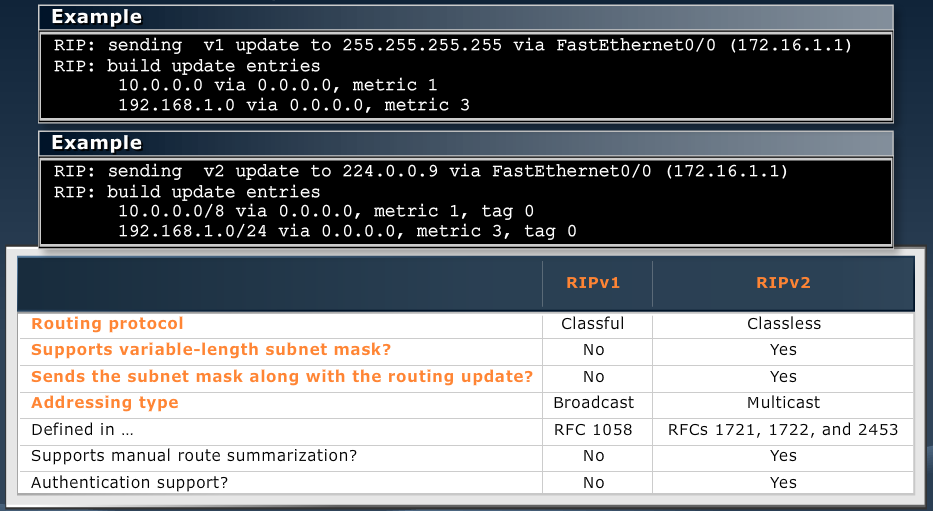 Example
RIP: sending  v1 update to 255.255.255.255 via FastEthernet0/0 (172.16.1.1)
RIP: build update entries
10.0.0.0 via 0.0.0.0, metric 1
192.168.1.0 via 0.0.0.0, metric 3
Example
RIP: sending  v2 update to 224.0.0.9 via FastEthernet0/0 (172.16.1.1)
RIP: build update entries
10.0.0.0/8 via 0.0.0.0, metric 1, tag 0
192.168.1.0/24 via 0.0.0.0, metric 3, tag 0
RIPv1 RIPv2
Routing protocol Classful Classless
Supports variable-length subnet mask? No Yes
Sends the subnet mask along with the routing update? No Yes
Addressing type Broadcast Multicast
Defined in … RFC 1058 RFCs 1721, 1722, and 2453
Supports manual route summarization? No Yes
Authentication support? No Yes